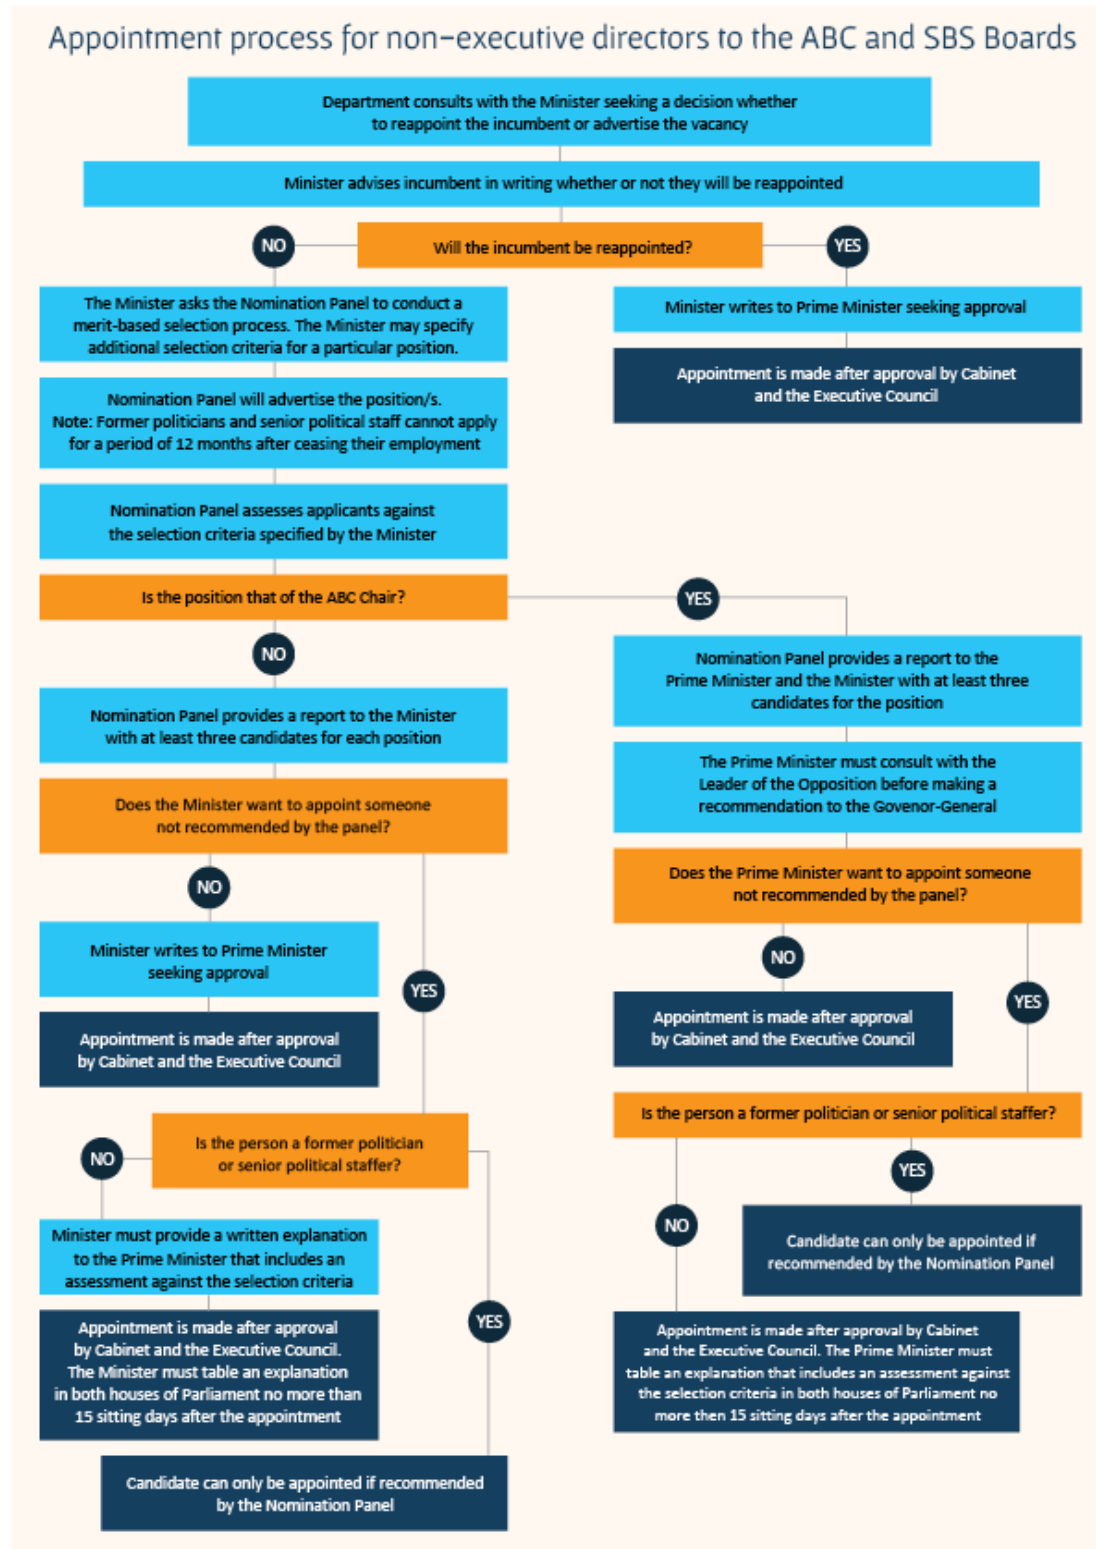 Appointment process for non-executive directors to the ABC and SBS Boards
Department consults with the Minister seeking a decision whether
to reappoint the incumbent or advertise the vacancy
Minister advises incumbent in writing whether or not they will be reappointed
NO
Will the incumbent be reappointed?
YES
The Minister asks the Nomination Panel to conduct a
merit-based selection process. The Minister may specify
additional selection criteria for a particular position.
Minister writes to Prime Minister seeking approval
Appointment is made after approval by Cabinet
and the Executive Council
Nomination Panel will advertise the position/s.
Note: Former politicians and senior political staff cannot apply
for a period of 12 months after ceasing their employment
Nomination Panel assesses applicants against
the selection criteria specified by the Minister
Is the position that of the ABC Chair?
YES
NO
Nomination Panel provides a report to the
Prime Minister and the Minister with at least three
candidates for the position
Nomination Panel provides a report to the Minister
with at least three candidates for each position
The Prime Minister must consult with the
Leader of the Opposition before making a
recommendation to the Govenor-General
Does the Minister want to appoint someone
not recommended by the panel?
Does the Prime Minister want to appoint someone
not recommended by the panel?
NO
Minister writes to Prime Minister
seeking approval
YES
Appointment is made after approval
by Cabinet and the Executive Council
NO
YES
Appointment is made after approval
by Cabinet and the Executive Council
Is the person a former politician or senior political staffer?
Is the person a former politician
or senior political staffer?
NO
YES
NO
Candidate can only be appointed if
recommended by the Nomination Panel
Minister must provide a written explanation
to the Prime Minister that includes an
assessment against the selection criteria
YES
Appointment is made after approval
by Cabinet and the Executive Council.
The Minister must table an explanation
in both houses of Parliament no more than
15 sitting days after the appointment
Appointment is made after approval by Cabinet
and the Executive Council. The Prime Minister must
table an explanation that includes an assessment against
the selection criteria in both houses of Parliament no
more then 15 sitting days after the appointment
Candidate can only be appointed if recommended
by the Nomination Panel